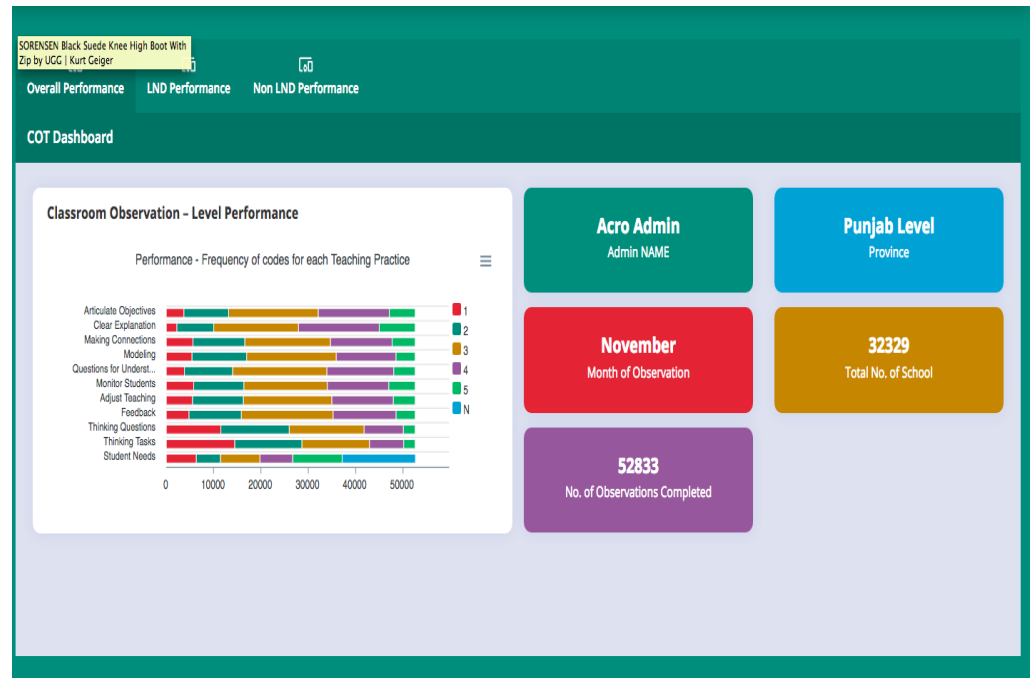 SORENSEN Black Suede Knee High Boot With
Zip by UGG | Kurt Geiger
Overall Performance LND Performance Non LND Performance
COT Dashboard
Classroom Observation – Level Performance
Performance - Frequency of codes for each Teaching Practice
Articulate Objectives
Clear Explanation
Making Connections
Modeling
Questions for Underst...
Monitor Students
Adjust Teaching
Feedback
Thinking Questions
Thinking Tasks
Student Needs
0 10000 20000 30000 40000 50000
1
2
3
4
5
N
Acro Admin
Admin NAME
Punjab Level
Province
November
Month of Observation
32329
Total No. of School
52833
No. of Observations Completed